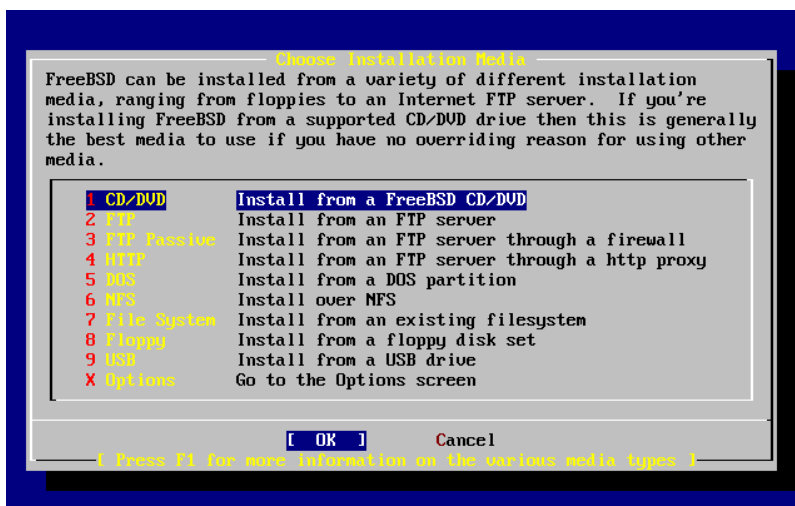 Choose Installation Media
FreeBSD can be installed from a variety of different installation
media, ranging from floppies to an Internet FTP server.  If you're
installing FreeBSD from a supported CD/DVD drive then this is generally
the best media to use if you have no overriding reason for using other
media.
1 CD/DVD Install from a FreeBSD CD/DVD
2 FTP Install from an FTP server
3 FTP Passive Install from an FTP server through a firewall
4 HTTP Install from an FTP server through a http proxy
5 DOS Install from a DOS partition
6 NFS Install over NFS
7 File System Install from an existing filesystem
8 Floppy Install from a floppy disk set
9 USB Install from a USB drive
X Options Go to the Options screen
[ OK ] Cancel
[ Press F1 for more information on the various media types ]